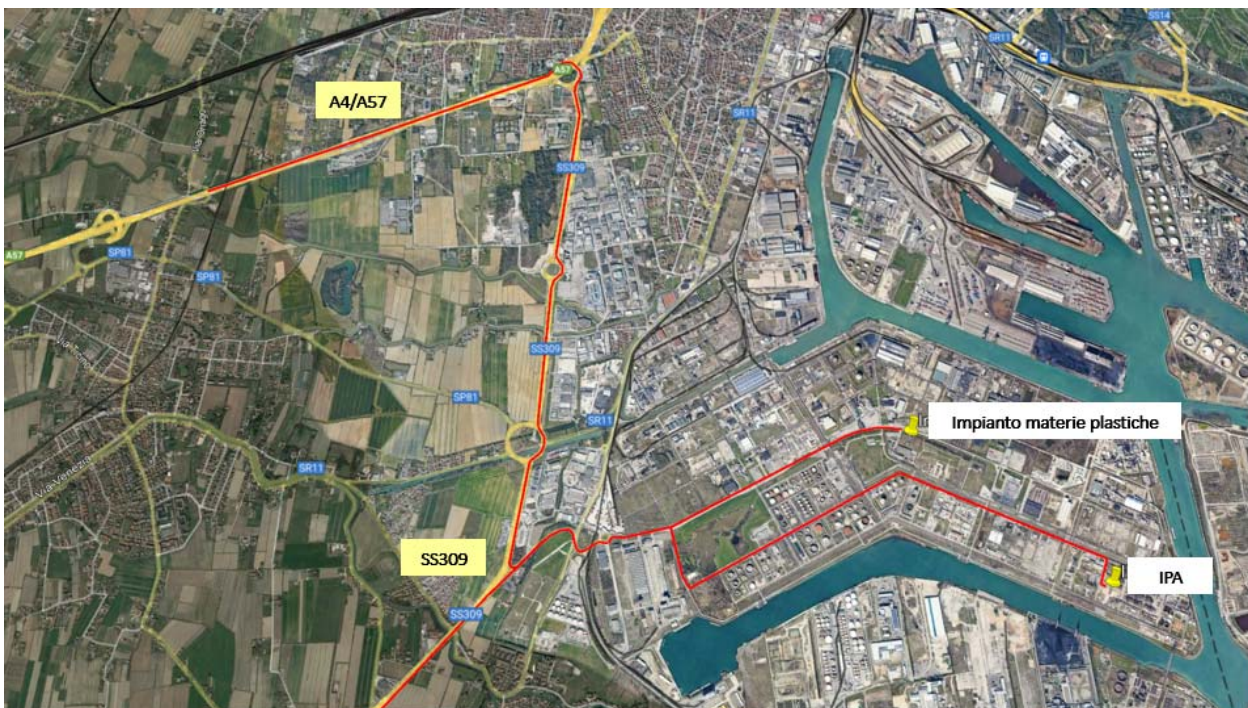 SS14
SR11
A4/A57
A57
SR11
SS309
A57
SP81
SP81
SS309
SP81
SR11
Impianto materie plastiche
SR11
Via Venezia
SS309
IPA
SS309